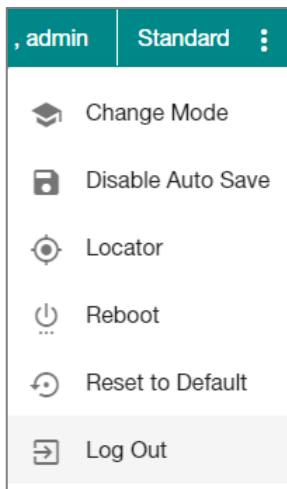 , admin Standard
Change Mode
Disable Auto Save
Locator
Reboot
Reset to Default
Log Out